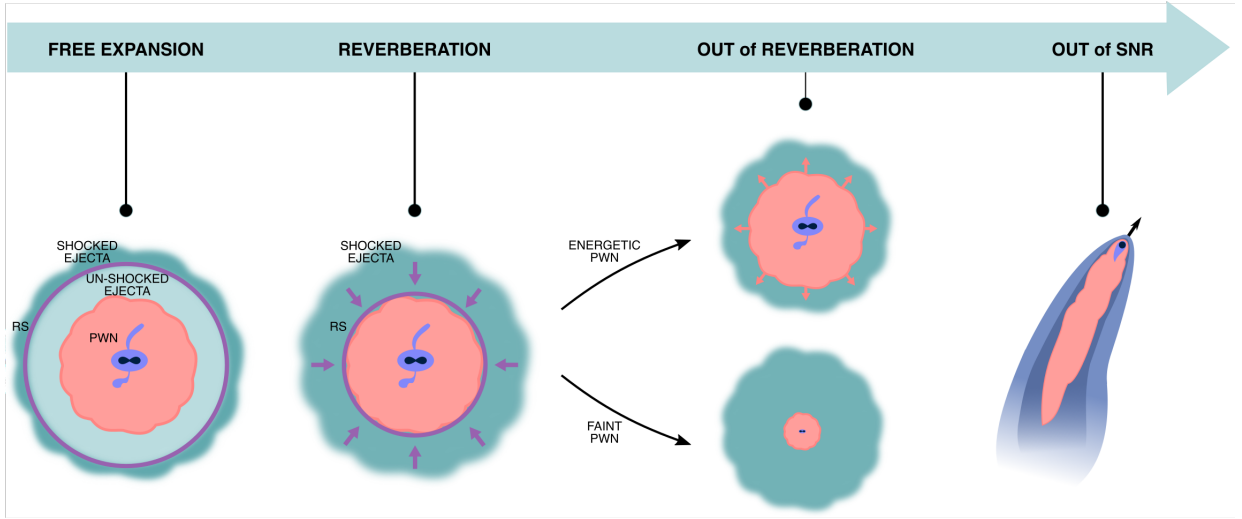 FREE EXPANSION
REVERBERATION
OUT of REVERBERATION
OUT of SNR
SHOCKED
EJECTA
UN-SHOCKED
EJECTA
RS
PWN
SHOCKED
EJECTA
RS
ENERGETIC
PWN
FAINT
PWN